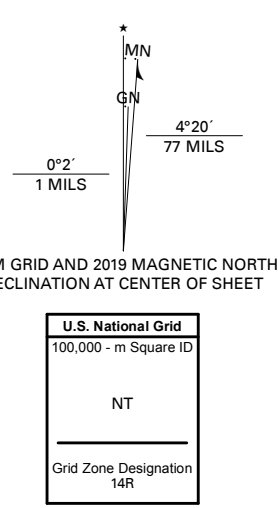 ★
MN
GN
4°20´
77 MILS
0°2´
1 MILS
M GRID AND 2019 MAGNETIC NORTH
ECLINATION AT CENTER OF SHEET
U.S. National Grid
100,000 - m Square ID
NT
Grid Zone Designation
14R